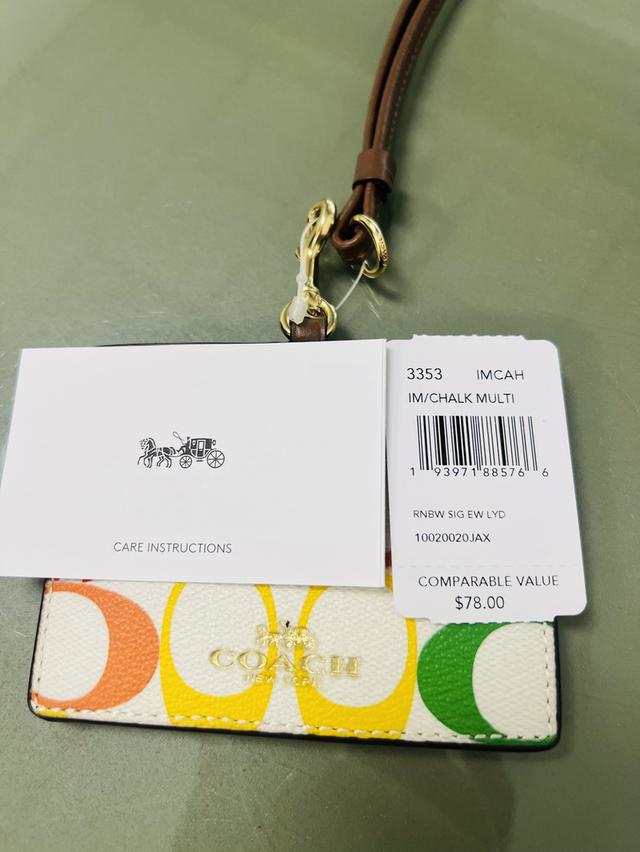 3353 IMCAH
IM/CHALK MULTI
1 93971 88576 6
RNBW SIG EW LYD
10020020JAX
COMPARABLE VALUE
$78.00
CARE INSTRUCTIONS
COACH
NEW YORK